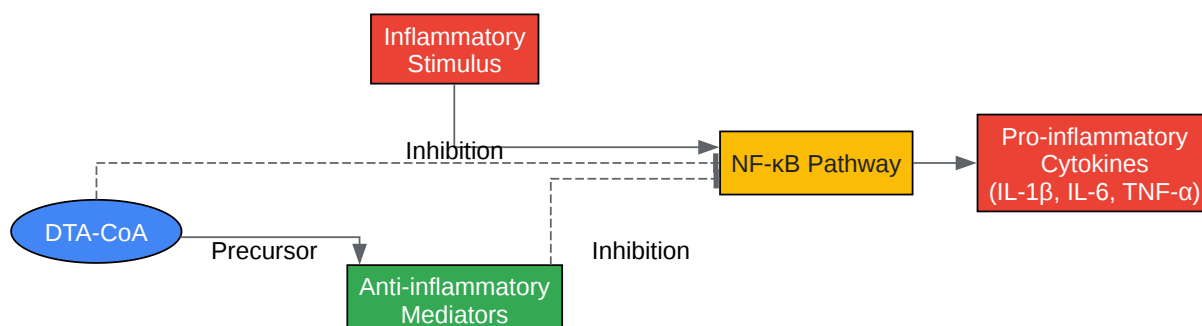 Inflammatory
Stimulus
Inhibition
NF-κB Pathway
Pro-inflammatory
Cytokines
(IL-1β, IL-6, TNF-α)
DTA-CoA
Precursor
Inhibition
Anti-inflammatory
Mediators